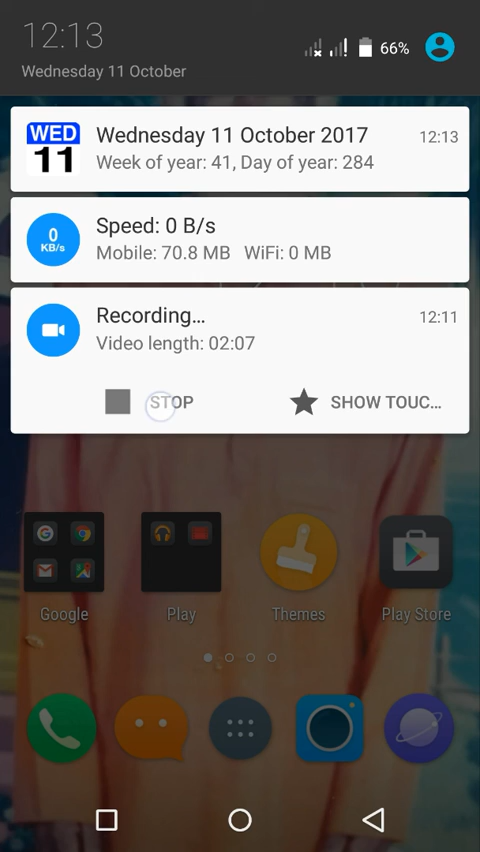 12:13
66%
Wednesday 11 October
WED
11
Wednesday 11 October 2017
12:13
Week of year: 41, Day of year: 284
0
KB/s
Speed: 0 B/s
Mobile: 70.8 MB WiFi: 0 MB
Recording...
12:11
Video length: 02:07
STOP
SHOW TOUC...
Google
Play
Themes
Play Store